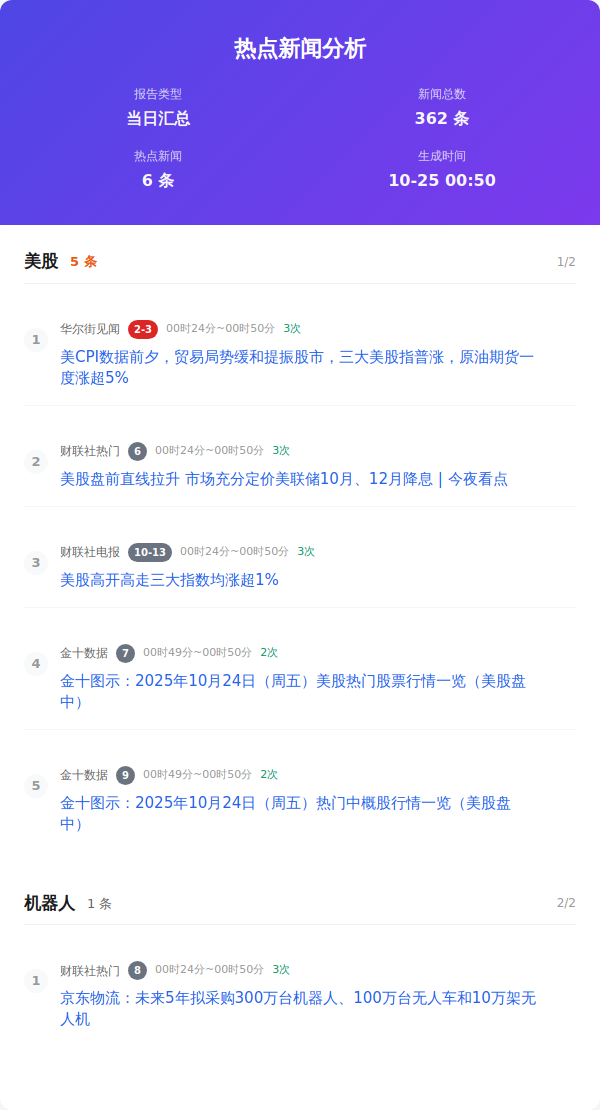 热点新闻分析
报告类型
新闻总数
当日汇总
362 条
热点新闻
生成时间
6 条
10-25 00:50
美股 5 条 1/2
1 华尔街见闻 2-3 00时24分~00时50分 3次
美CPI数据前夕，贸易局势缓和提振股市，三大美股指普涨，原油期货一
度涨超5%
2 财联社热门 6 00时24分~00时50分 3次
美股盘前直线拉升 市场充分定价美联储10月、12月降息 | 今夜看点
3 财联社电报 10-13 00时24分~00时50分 3次
美股高开高走三大指数均涨超1%
4 金十数据 7 00时49分~00时50分 2次
金十图示：2025年10月24日（周五）美股热门股票行情一览（美股盘
中）
5 金十数据 9 00时49分~00时50分 2次
金十图示：2025年10月24日（周五）热门中概股行情一览（美股盘
中）
机器人 1 条 2/2
1 财联社热门 8 00时24分~00时50分 3次
京东物流：未来5年拟采购300万台机器人、100万台无人车和10万架无
人机